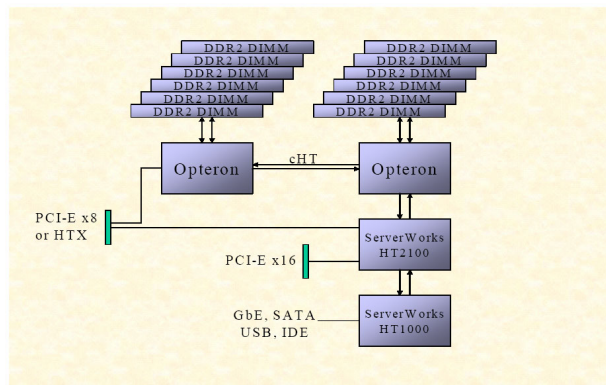 DDR2 DIMM
DDR2 DIMM
DDR2 DIMM
DDR2 DIMM
DDR2 DIMM
DDR2 DIMM
DDR2 DIMM
DDR2 DIMM
DDR2 DIMM
DDR2 DIMM
DDR2 DIMM
DDR2 DIMM
Opteron
cHT
Opteron
PCI-E x8
or HTX
ServerWorks
HT2100
PCI-E x16
GbE, SATA
USB, IDE
ServerWorks
HT1000